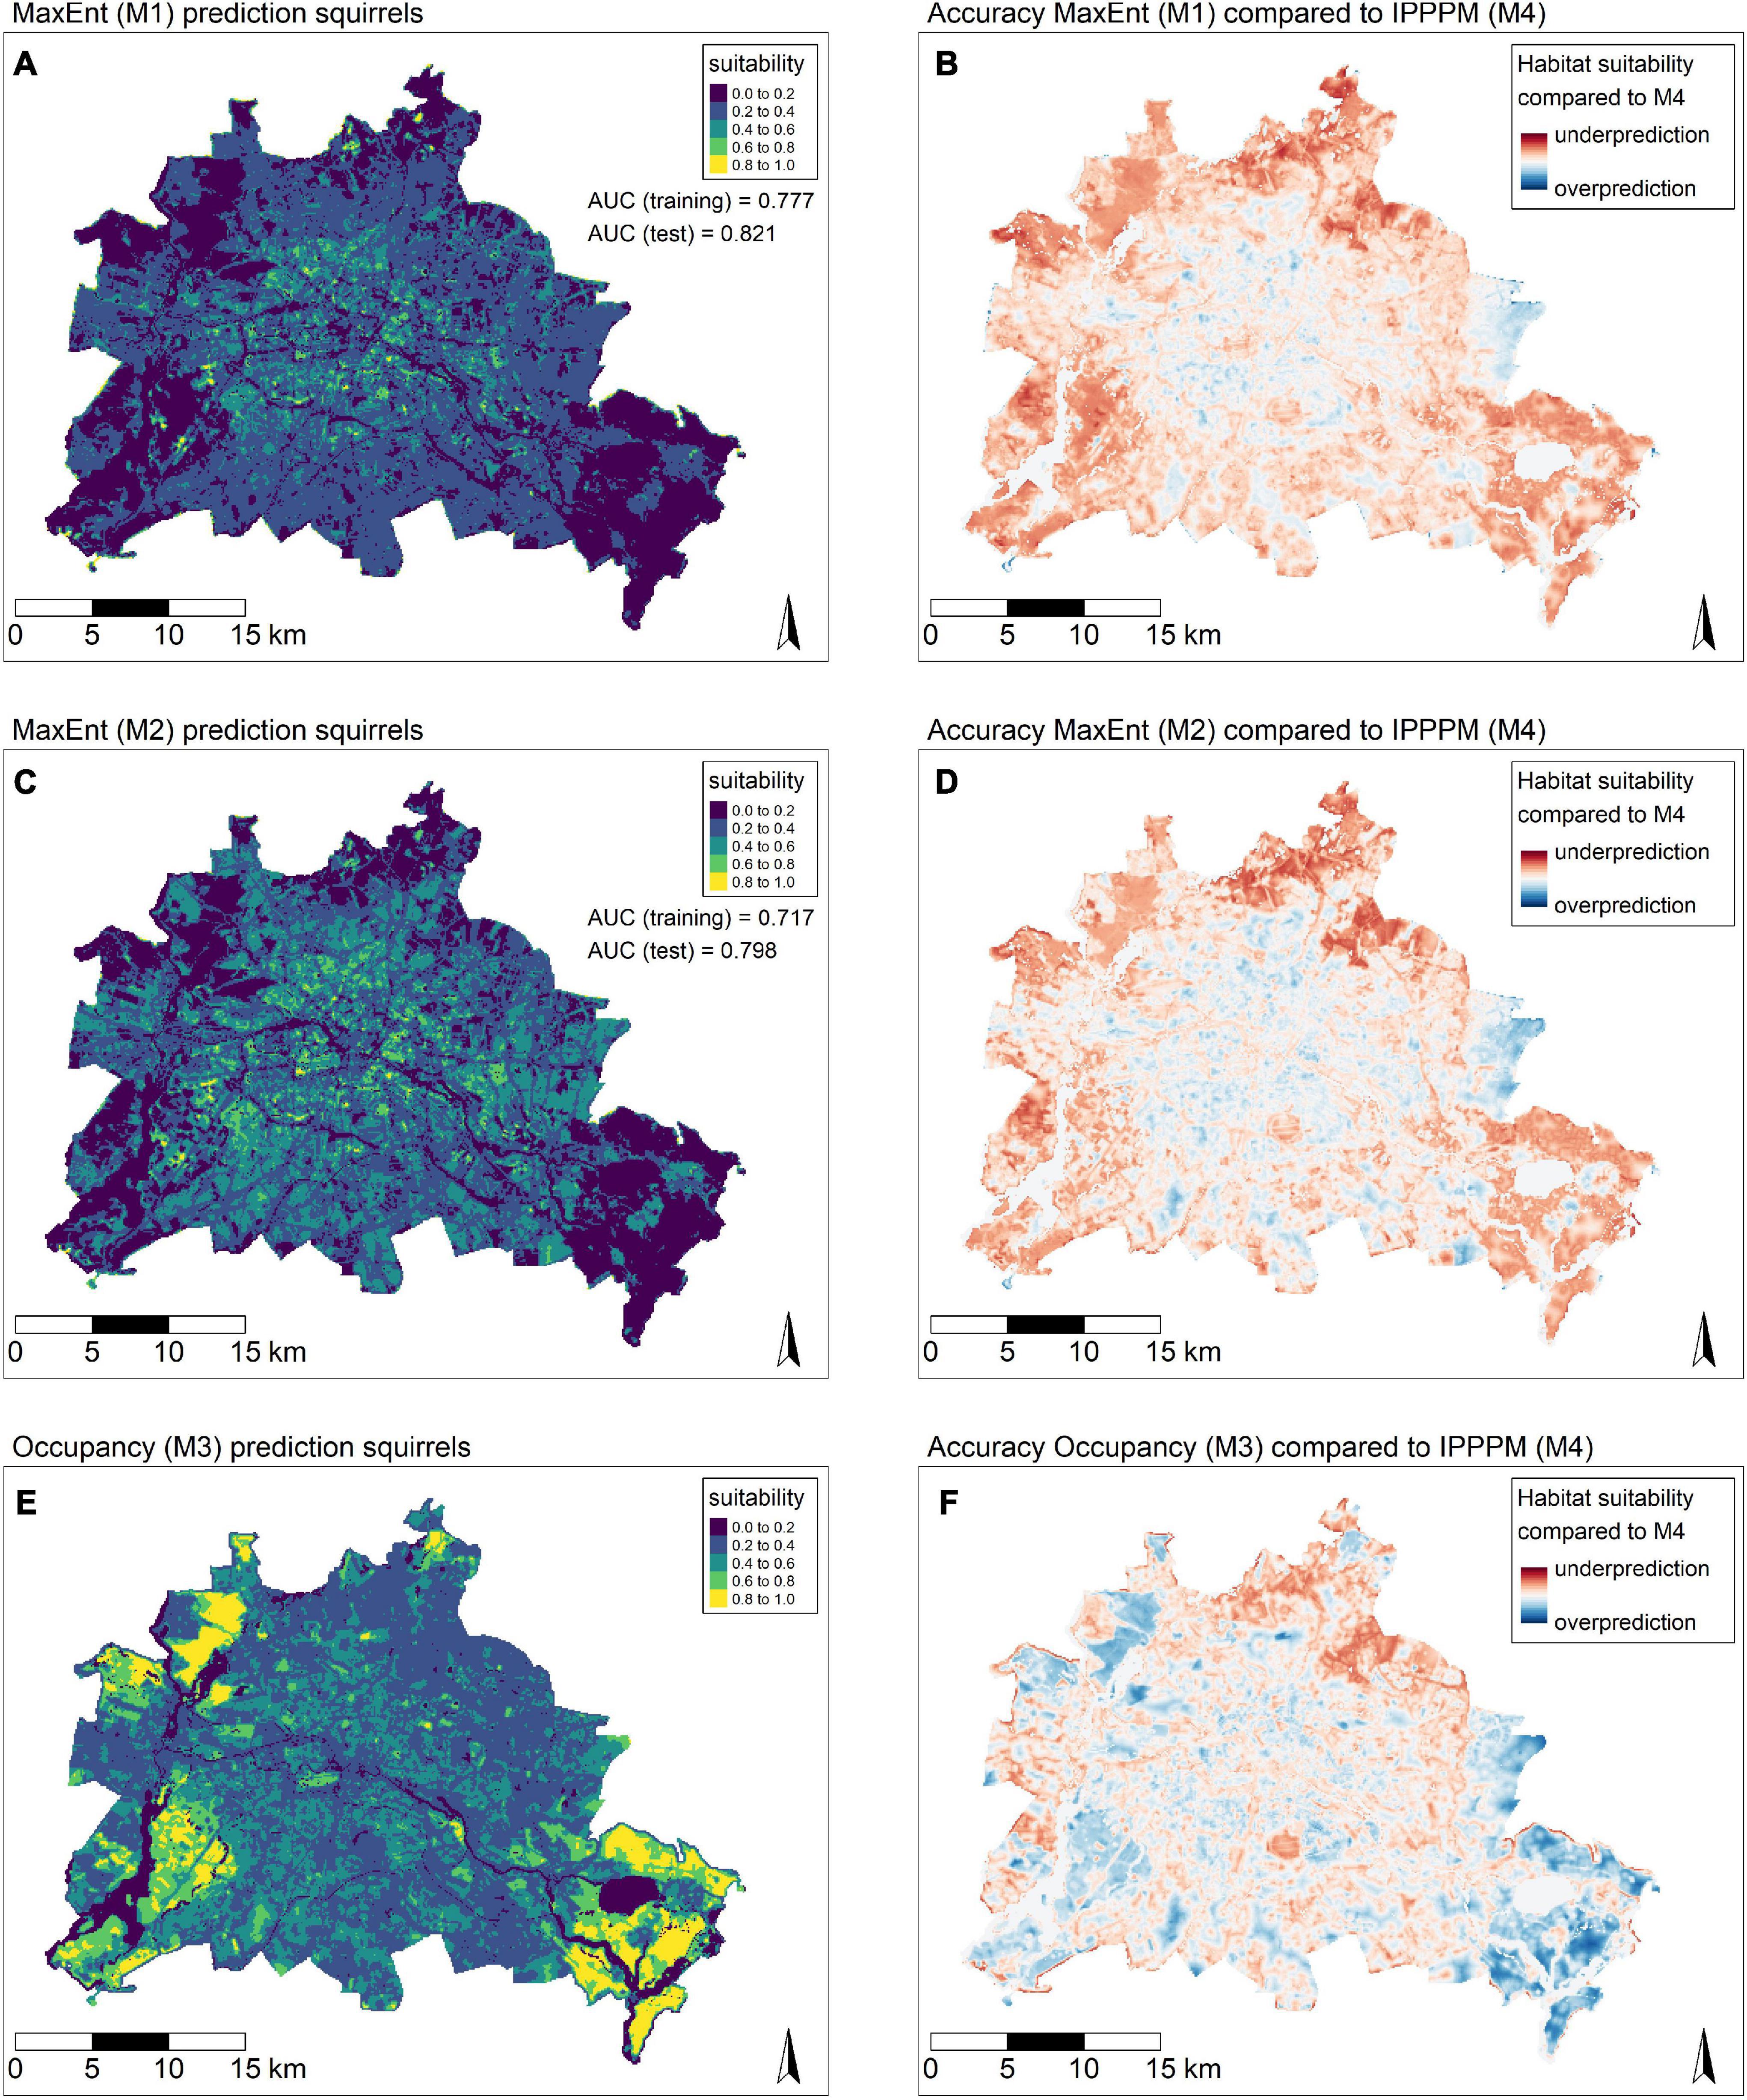 MaxEnt (M1) prediction squirrels
A
suitability
0.0 to 0.2
0.2 to 0.4
0.4 to 0.6
0.6 to 0.8
0.8 to 1.0
AUC (training) = 0.777
AUC (test) = 0.821
0 5 10 15 km
Accuracy MaxEnt (M1) compared to IPPPM (M4)
B
Habitat suitability
compared to M4
underprediction
overprediction
0 5 10 15 km
MaxEnt (M2) prediction squirrels
C
suitability
0.0 to 0.2
0.2 to 0.4
0.4 to 0.6
0.6 to 0.8
0.8 to 1.0
AUC (training) = 0.717
AUC (test) = 0.798
0 5 10 15 km
Accuracy MaxEnt (M2) compared to IPPPM (M4)
D
Habitat suitability
compared to M4
underprediction
overprediction
0 5 10 15 km
Occupancy (M3) prediction squirrels
E
suitability
0.0 to 0.2
0.2 to 0.4
0.4 to 0.6
0.6 to 0.8
0.8 to 1.0
0 5 10 15 km
Accuracy Occupancy (M3) compared to IPPPM (M4)
F
Habitat suitability
compared to M4
underprediction
overprediction
0 5 10 15 km